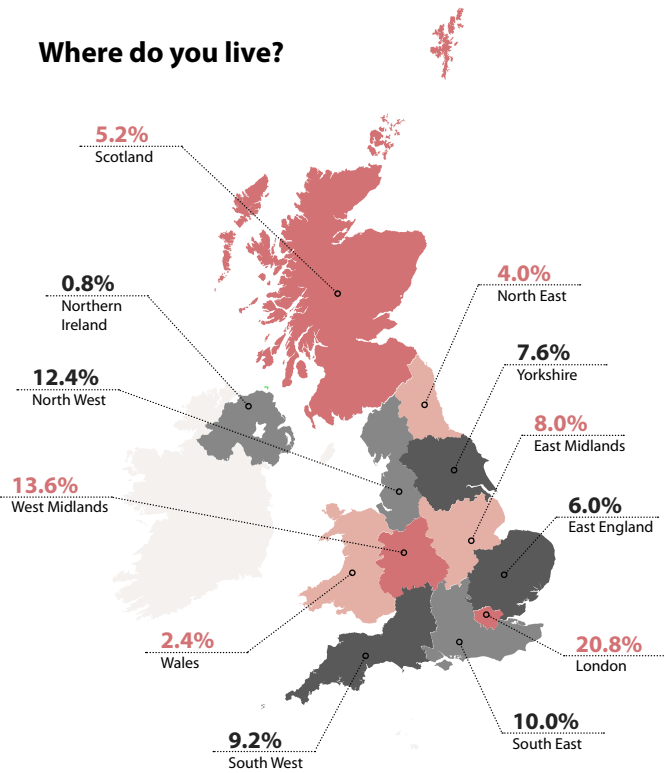 Where do you live?
5.2%
Scotland
0.8%
Northern
Ireland
4.0%
North East
7.6%
Yorkshire
12.4%
North West
8.0%
East Midlands
13.6%
West Midlands
6.0%
East England
2.4%
Wales
20.8%
London
10.0%
South East
9.2%
South West